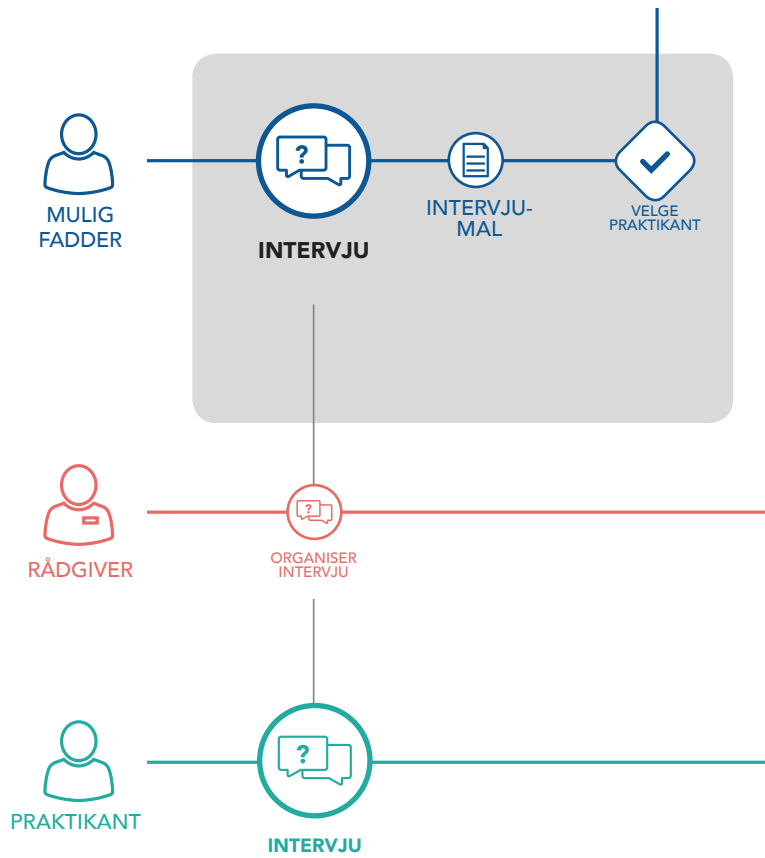 ?
MULIG
FADDER
INTERVJU
INTERVJU-
MAL
VELGE
PRAKTIKANT
?
RÅDGIVER
ORGANISER
INTERVJU
?
PRAKTIKANT
INTERVJU